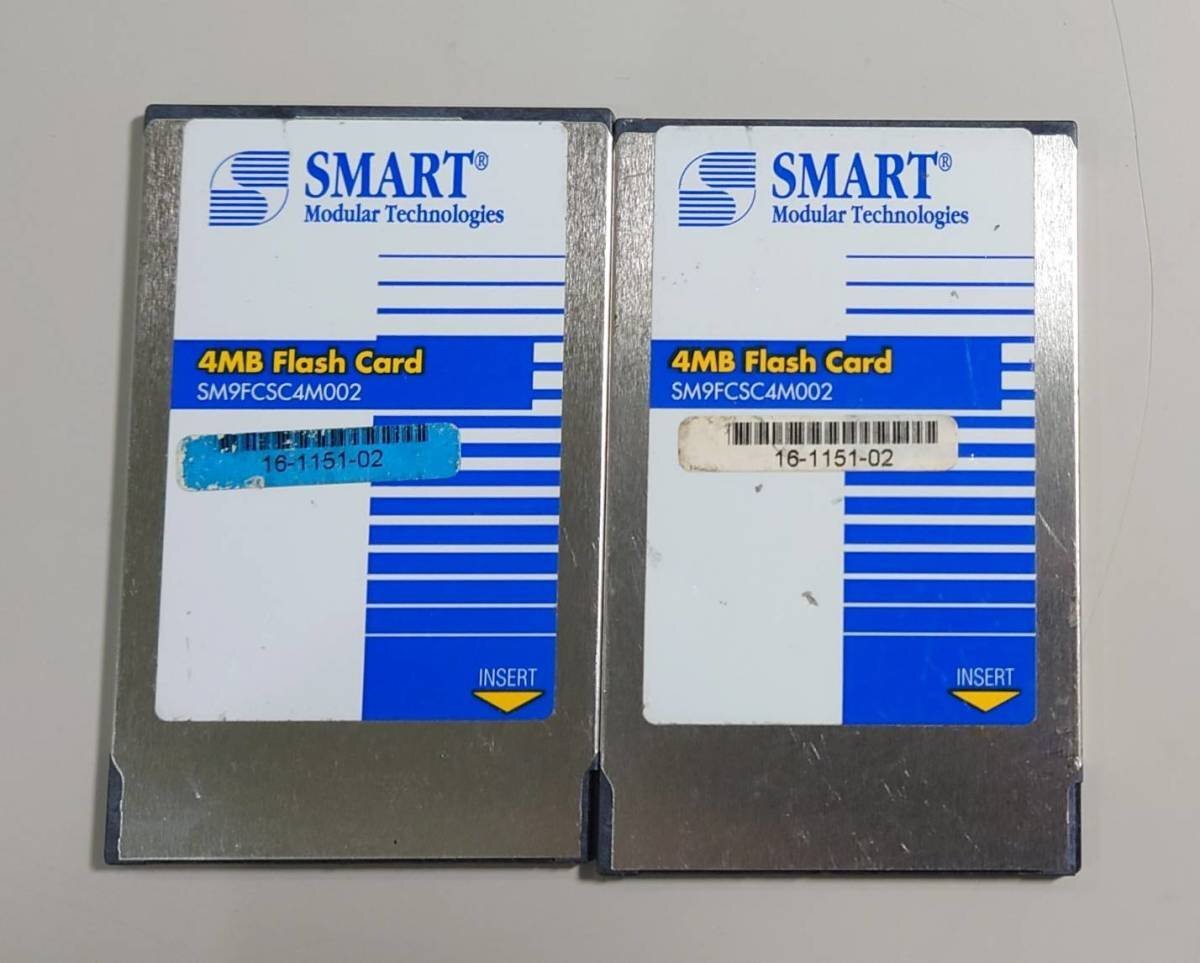 SMART®
Modular Technologies
4MB Flash Card
SM9FCSC4M002
16-1151-02
INSERT
SMART®
Modular Technologies
4MB Flash Card
SM9FCSC4M002
16-1151-02
INSERT